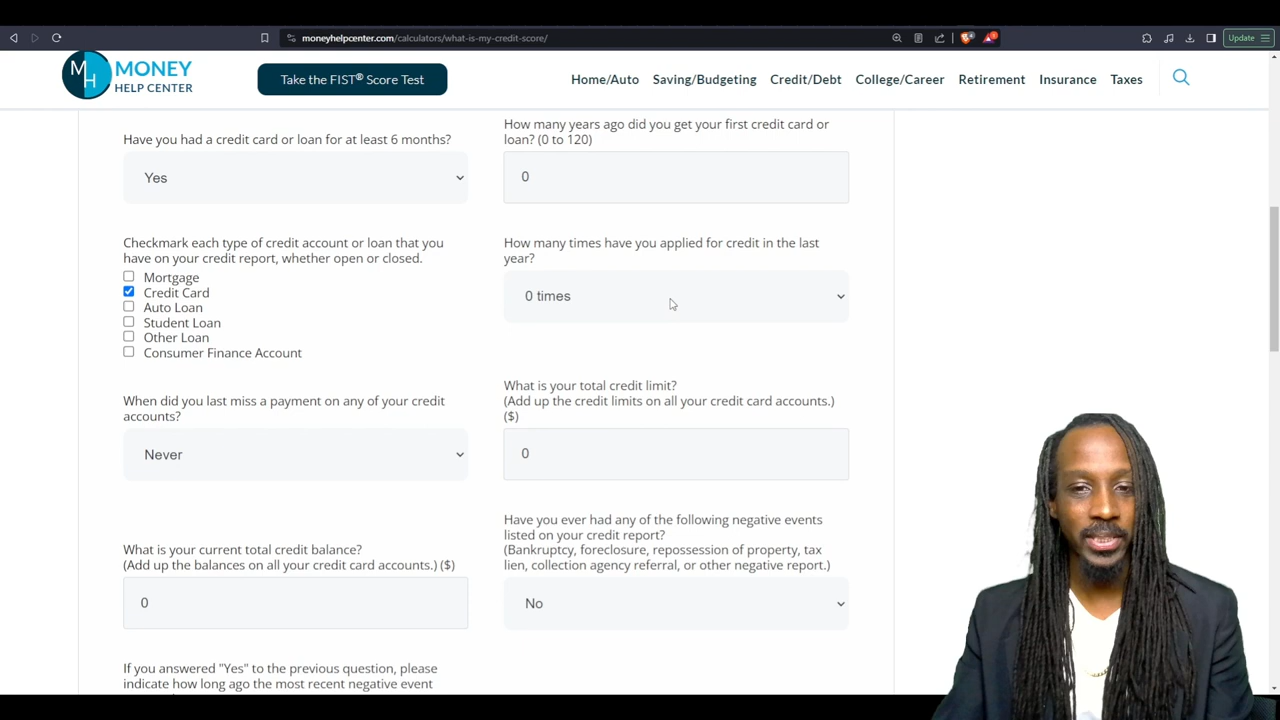 moneyhelpcenter.com/calculators/what-is-my-credit-score/
Update
MH MONEY
HELP CENTER
Take the FIST® Score Test
Home/Auto Saving/Budgeting Credit/Debt College/Career Retirement Insurance Taxes
Have you had a credit card or loan for at least 6 months?
Yes
How many years ago did you get your first credit card or
loan? (0 to 120)
0
Checkmark each type of credit account or loan that you
have on your credit report, whether open or closed.
Mortgage
Credit Card
Auto Loan
Student Loan
Other Loan
Consumer Finance Account
How many times have you applied for credit in the last
year?
0 times
When did you last miss a payment on any of your credit
accounts?
Never
What is your total credit limit?
(Add up the credit limits on all your credit card accounts.)
($)
0
What is your current total credit balance?
(Add up the balances on all your credit card accounts.) ($)
0
Have you ever had any of the following negative events
listed on your credit report?
(Bankruptcy, foreclosure, repossession of property, tax
lien, collection agency referral, or other negative report.)
No
If you answered "Yes" to the previous question, please
indicate how long ago the most recent negative event